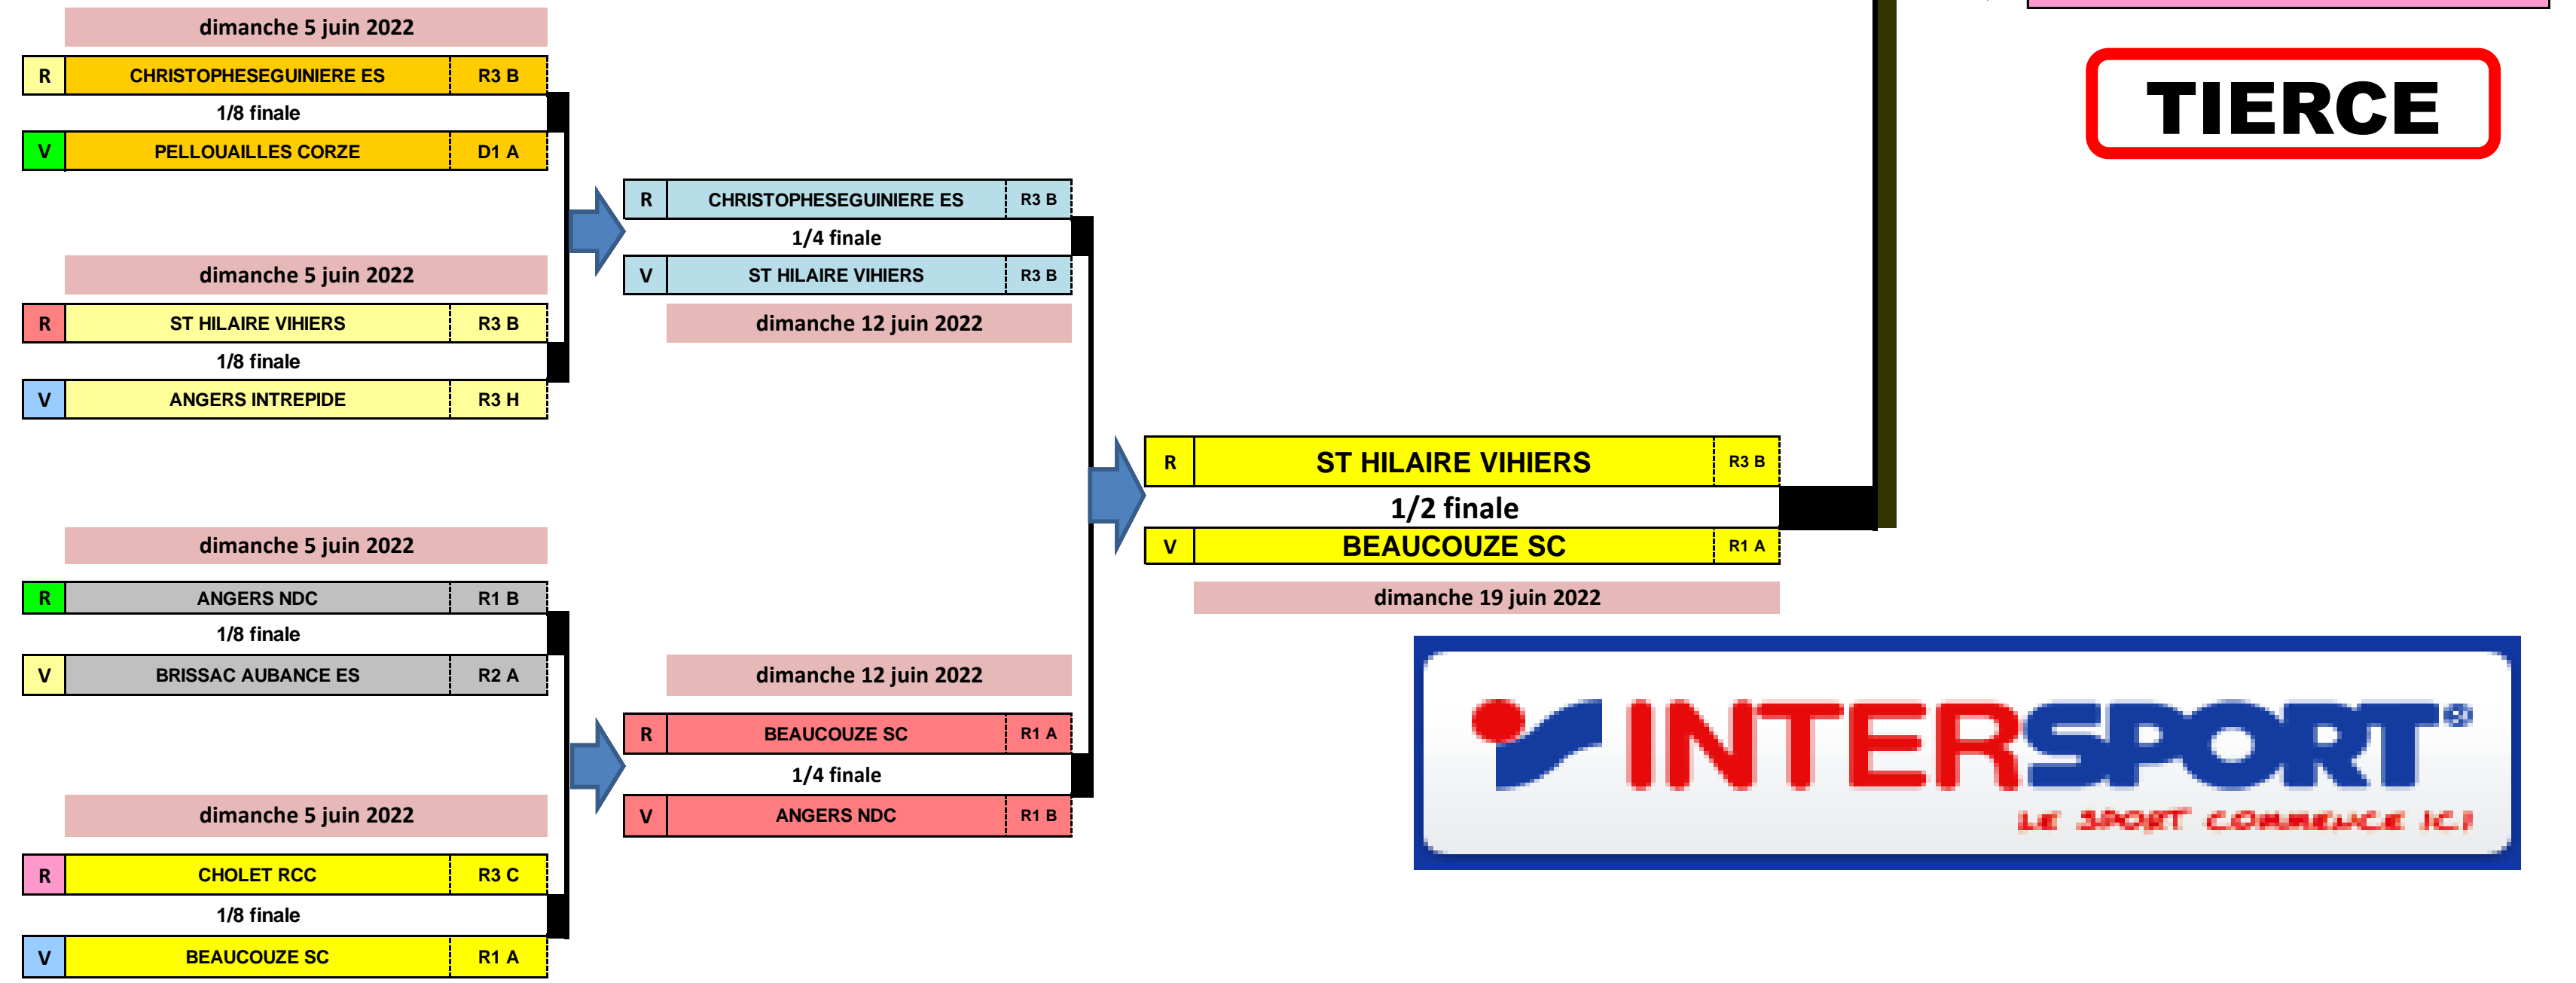 dimanche 5 juin 2022
R CHRISTOPHESEGUINIERE ES R3 B
1/8 finale
V PELLOUAILLES CORZE D1 A
dimanche 5 juin 2022
R ST HILAIRE VIHIERS R3 B
1/8 finale
V ANGERS INTREPIDE R3 H
dimanche 5 juin 2022
R ANGERS NDC R1 B
1/8 finale
V BRISSAC AUBANCE ES R2 A
dimanche 5 juin 2022
R CHOLET RCC R3 C
1/8 finale
V BEAUCOUZE SC R1 A
R CHRISTOPHESEGUINIERE ES R3 B
1/4 finale
V ST HILAIRE VIHIERS R3 B
dimanche 12 juin 2022
dimanche 12 juin 2022
R BEAUCOUZE SC R1 A
1/4 finale
V ANGERS NDC R1 B
R ST HILAIRE VIHIERS R3 B
1/2 finale
V BEAUCOUZE SC R1 A
dimanche 19 juin 2022
TIERCE
INTERSPORT®
LE SPORT COMMENCE ICI